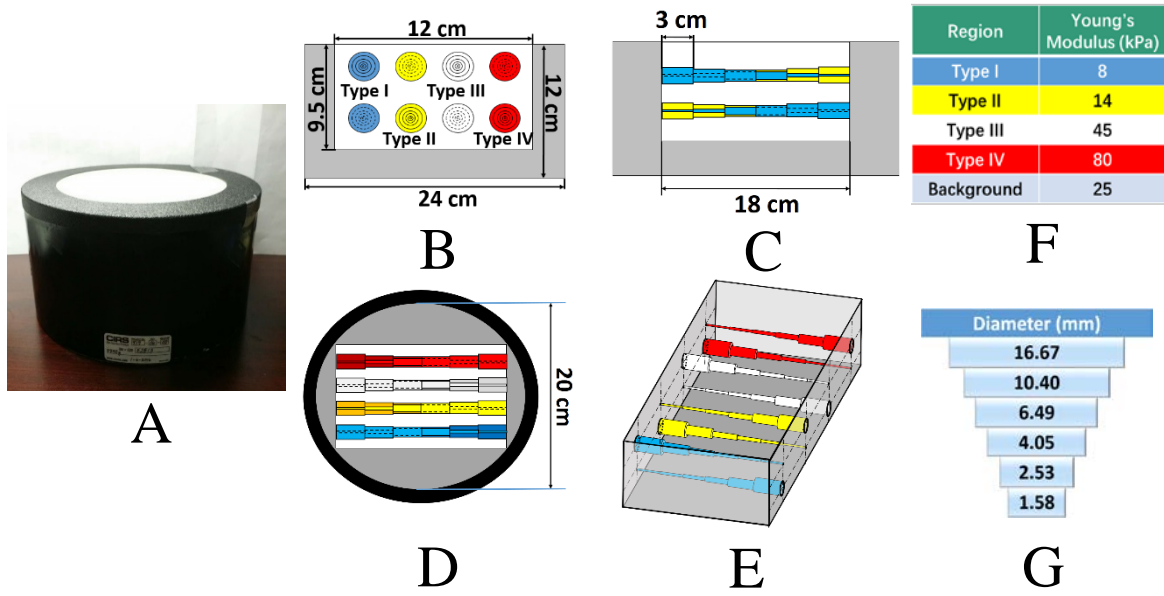 A
12 cm
9.5 cm
12 cm
Type I
Type III
Type II
Type IV
24 cm
B
3 cm
18 cm
C
Region
Young's
Modulus (kPa)
Type I
8
Type II
14
Type III
45
Type IV
80
Background
25
F
CIRS
20 cm
D
E
Diameter (mm)
16.67
10.40
6.49
4.05
2.53
1.58
G